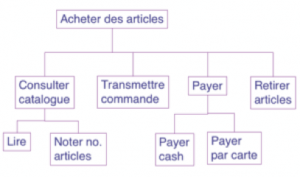 Acheter des articles
Consulter
catalogue
Transmettre
commande
Payer
Retirer
articles
Lire
Noter no.
articles
Payer
cash
Payer
par carte